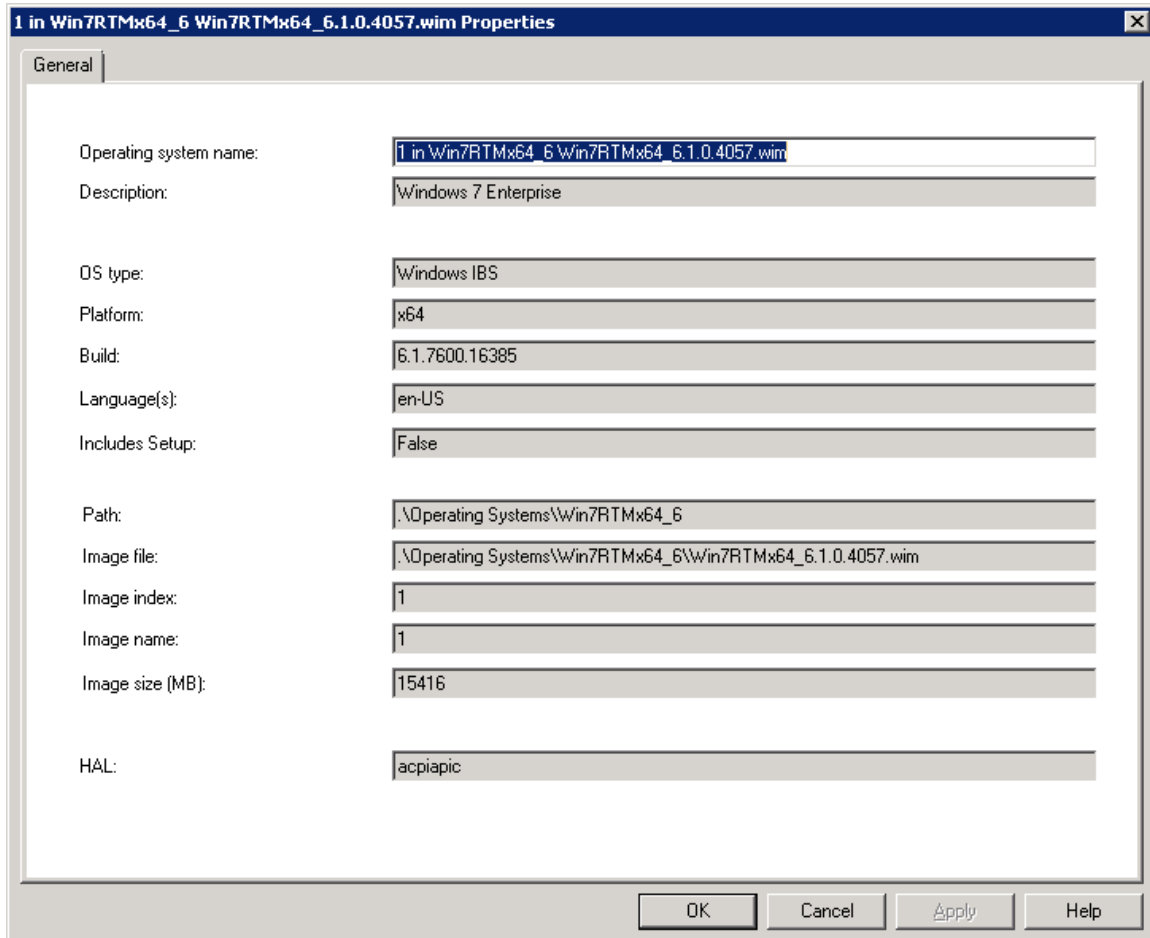 1 in Win7RTMx64_6 Win7RTMx64_6.1.0.4057.wim Properties
General
Operating system name: 1 in Win7RTMx64_6 Win7RTMx64_6.1.0.4057.wim
Description: Windows 7 Enterprise
OS type: Windows IBS
Platform: x64
Build: 6.1.7600.16385
Language(s): en-US
Includes Setup: False
Path: .\Operating Systems\Win7RTMx64_6
Image file: .\Operating Systems\Win7RTMx64_6\Win7RTMx64_6.1.0.4057.wim
Image index: 1
Image name: 1
Image size (MB): 15416
HAL: acpiapic
OK Cancel Apply Help